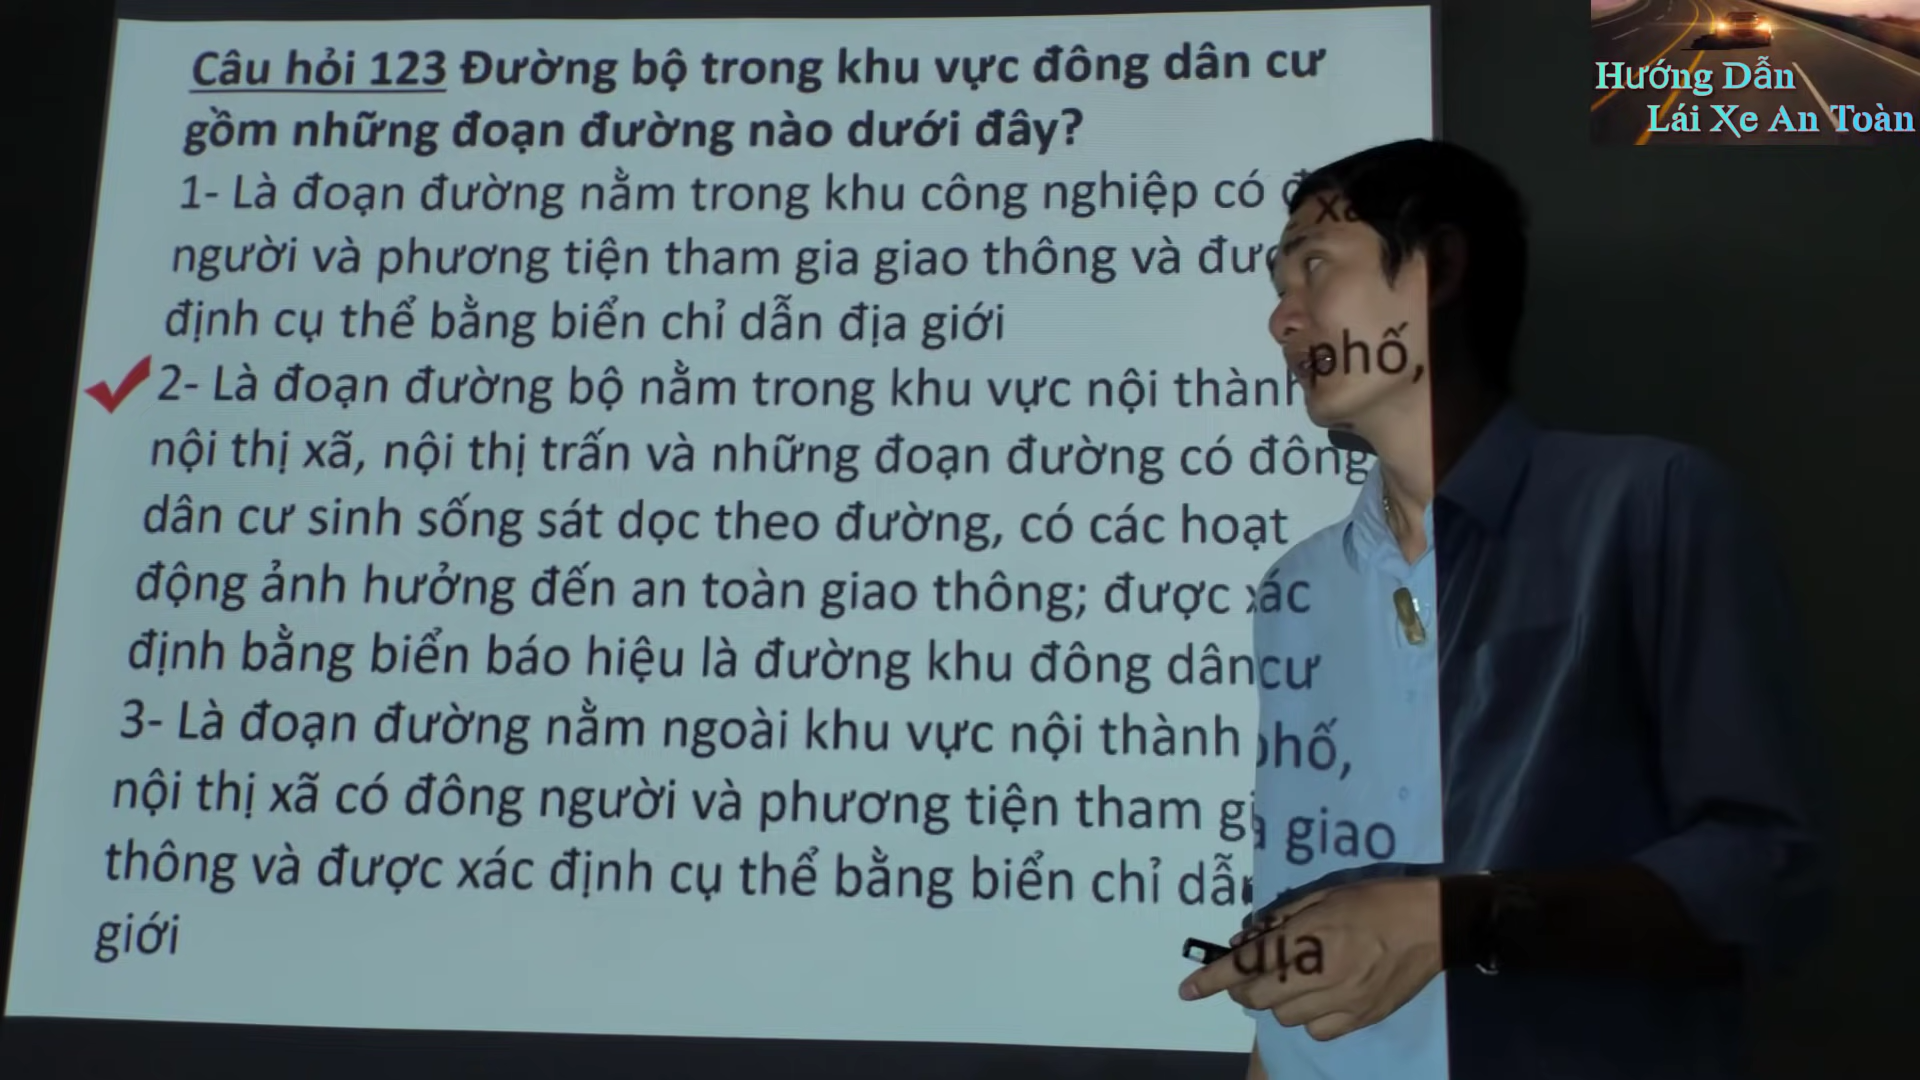 Câu hỏi 123 Đường bộ trong khu vực đông dân cư
gồm những đoạn đường nào dưới đây?
1- Là đoạn đường nằm trong khu công nghiệp có
người và phương tiện tham gia giao thông và
định cụ thể bằng biển chỉ dẫn địa giới
2- Là đoạn đường bộ nằm trong khu vực nội thành phố,
nội thị xã, nội thị trấn và những đoạn đường có đông
dân cư sinh sống sát dọc theo đường, có các hoạt
động ảnh hưởng đến an toàn giao thông; được xác
định bằng biển báo hiệu là đường khu đông dân cư
3- Là đoạn đường nằm ngoài khu vực nội thành phố,
nội thị xã có đông người và phương tiện tham gia giao
thông và được xác định cụ thể bằng biển chỉ dẫn địa
giới
Hướng Dẫn
Lái Xe An Toàn